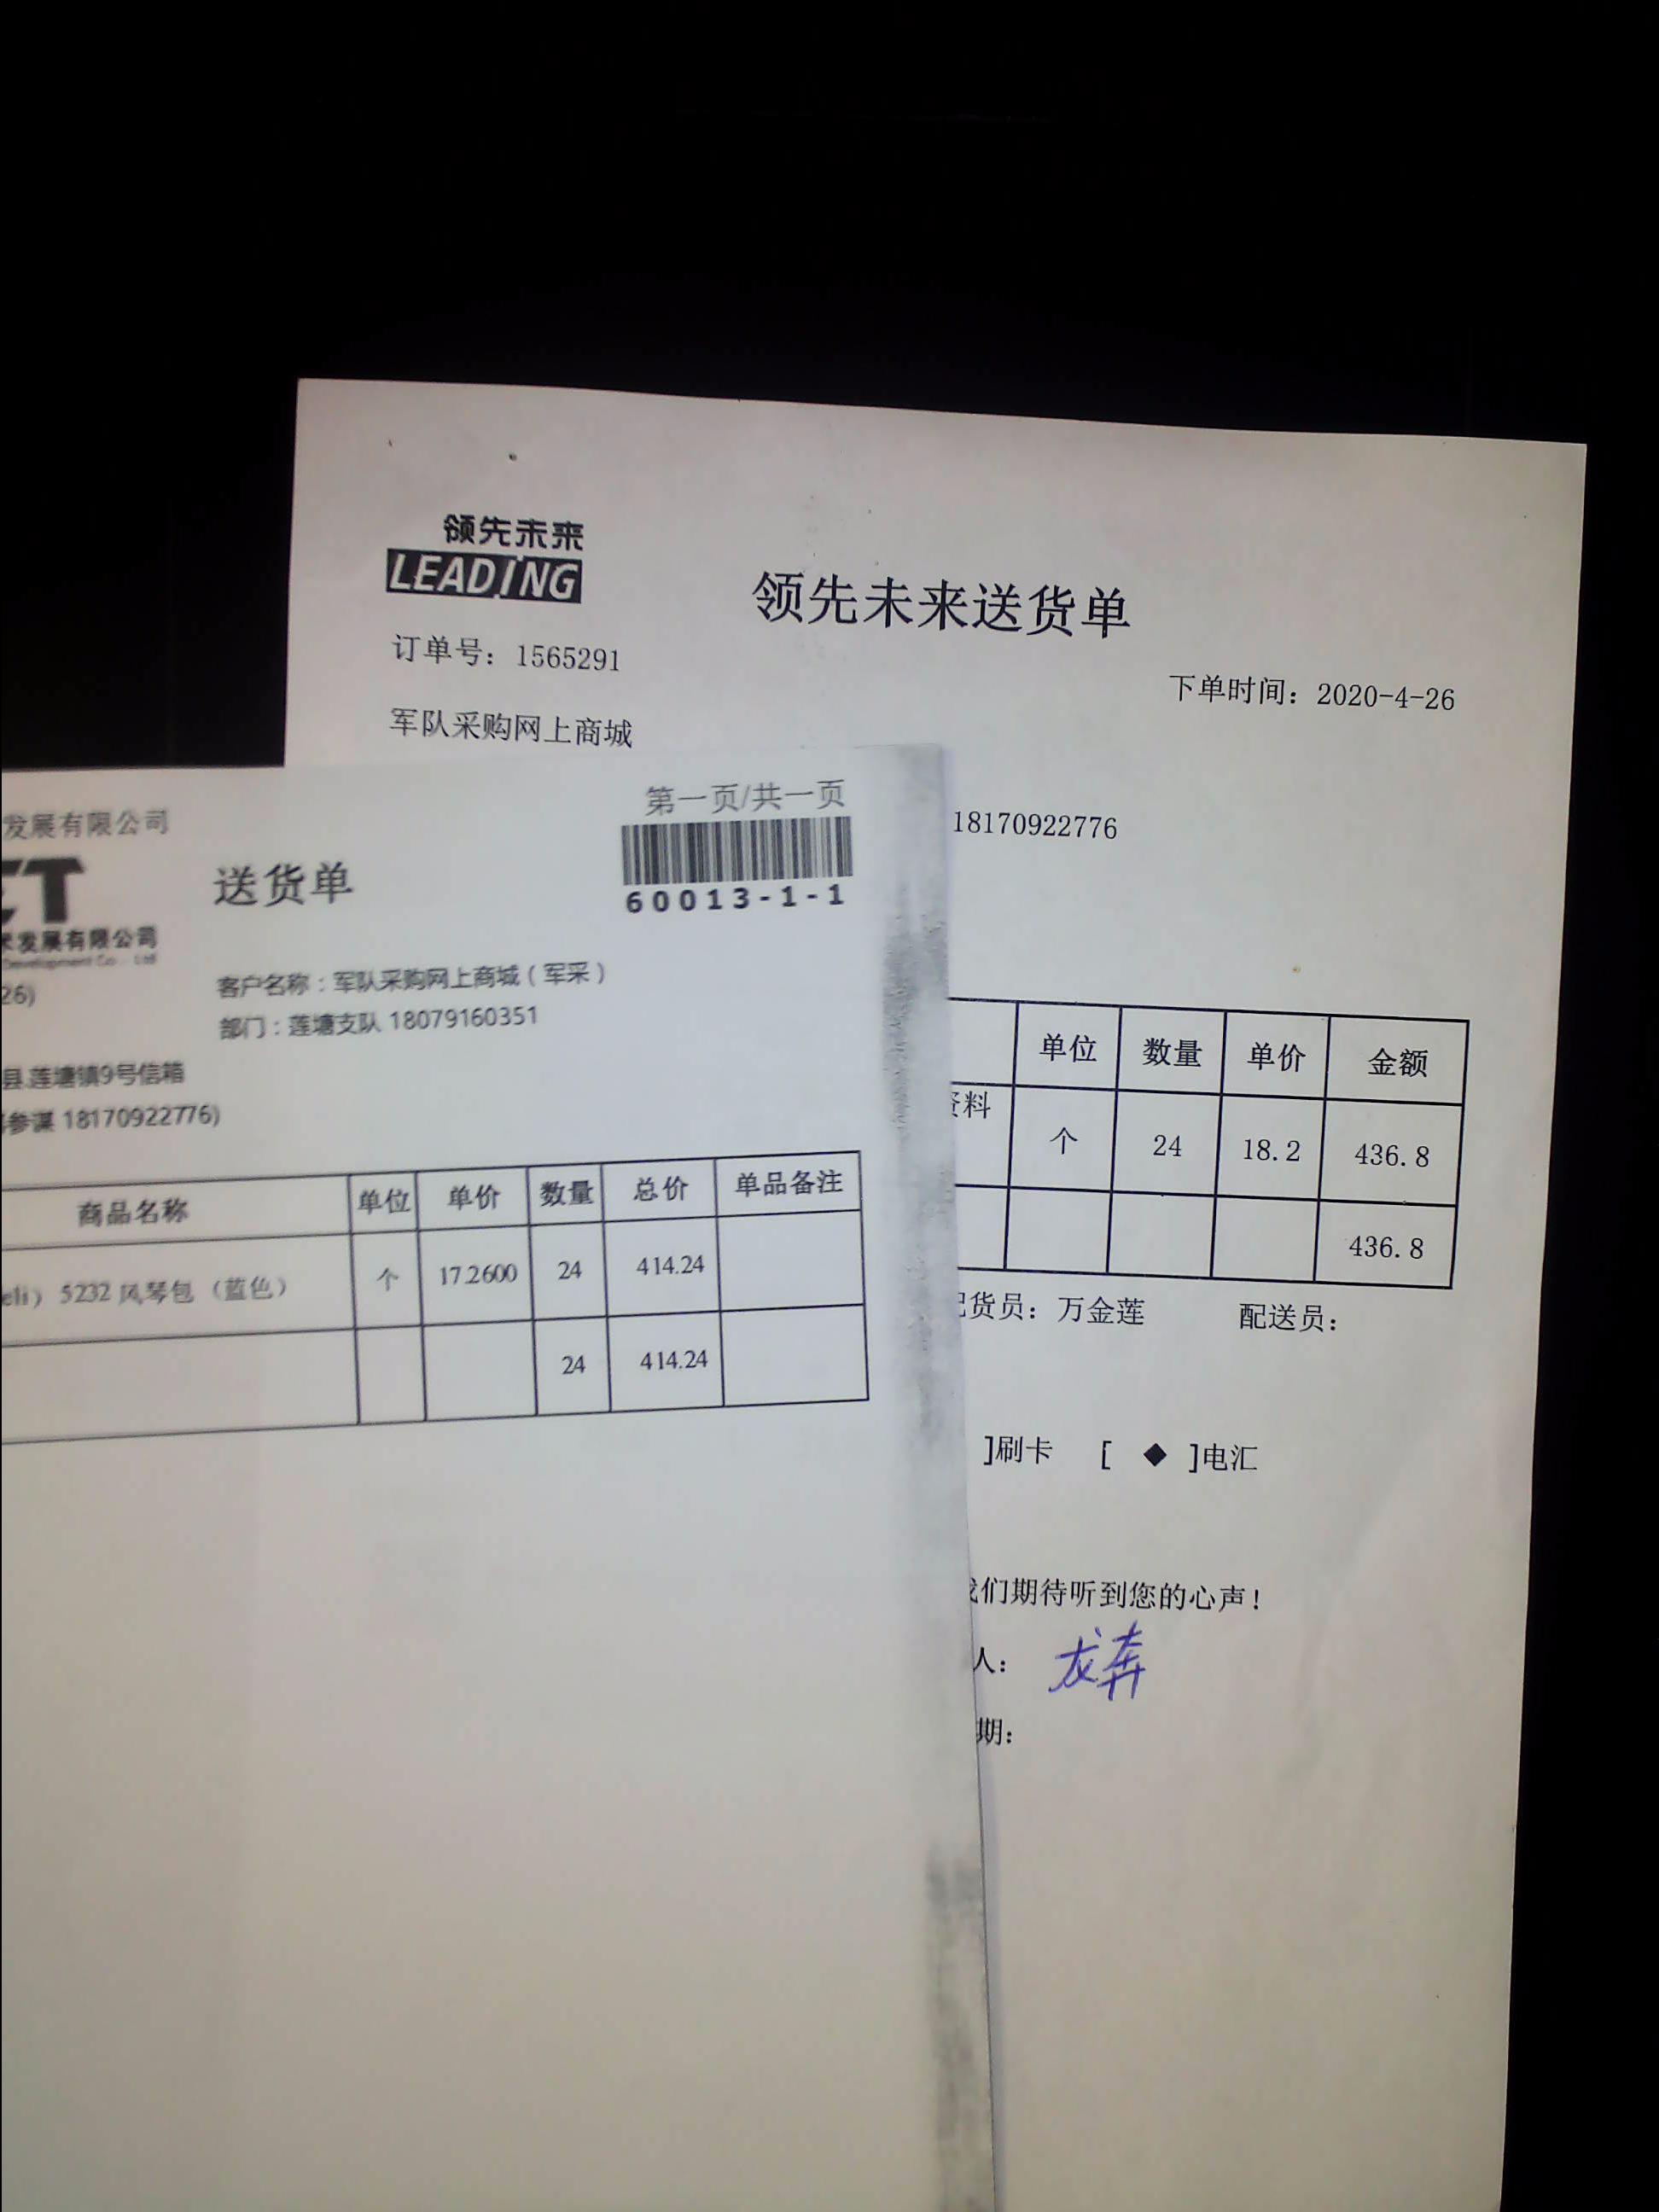 领先未来
LEADING
领先未来送货单
订单号：1565291
下单时间：2020-4-26
军队采购网上商城
18170922776
单位 数量 单价 金额
资料 个 24 18.2 436.8
436.8
配货员：万金莲 配送员：
]刷卡 [ ◆ ]电汇
我们期待听到您的心声！
人：
期：
第一页/共一页
发展有限公司
送货单
60013-1-1
术发展有限公司
Development Co., Ltd
26)
客户名称：军队采购网上商城（军采）
部门：莲塘支队 18079160351
县莲塘镇9号信箱
参谋 18170922776)
商品名称 单位 单价 数量 总价 单品备注
eli） 5232 风琴包 （蓝色） 个 17.2600 24 414.24
24 414.24